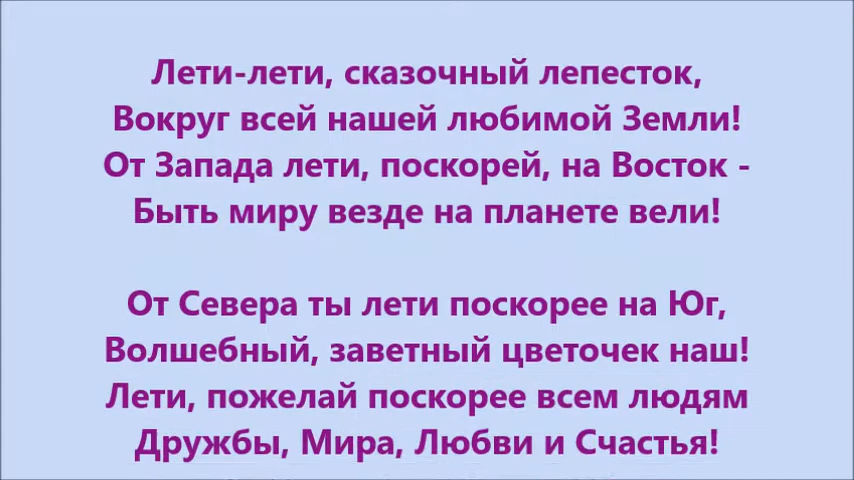 Лети-лети, сказочный лепесток,
Вокруг всей нашей любимой Земли!
От Запада лети, поскорей, на Восток -
Быть миру везде на планете вели!
От Севера ты лети поскорее на Юг,
Волшебный, заветный цветочек наш!
Лети, пожелай поскорее всем людям
Дружбы, Мира, Любви и Счастья!